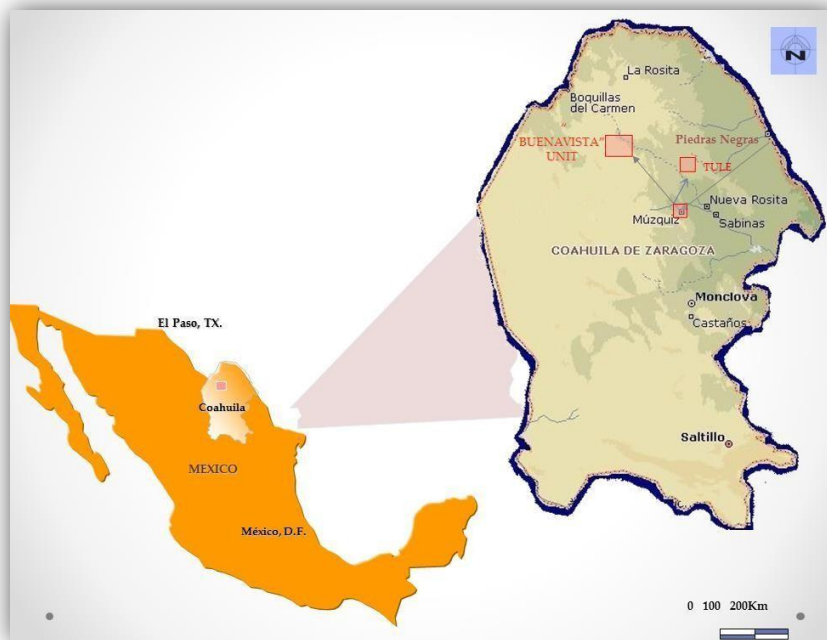 N
La Rosita
Boquillas
del Carmen
"
BUENAVISTA"
UNIT
Piedras Negras
TULE
Nueva Rosita
Múzquiz
Sabinas
COAHUILA DE ZARAGOZA
Monclova
Castaños
Saltillo
El Paso, TX.
Coahuila
MEXICO
México, D.F.
0 100 200Km